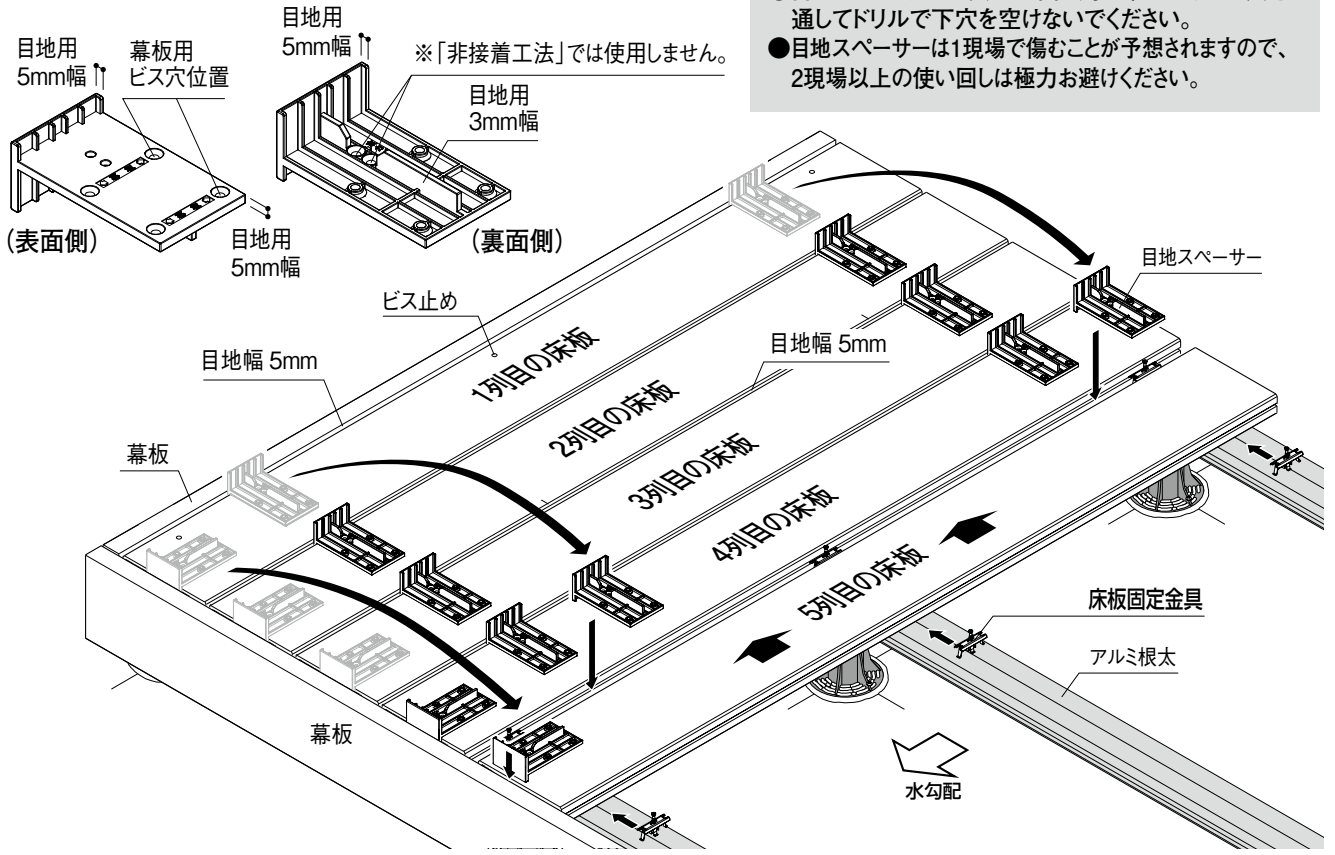 通してドリルで下穴を空けないでください。
●目地スペーサーは1現場で傷むことが予想されますので、
2現場以上の使い回しは極力お避けください。
目地用
5mm幅
幕板用
ビス穴位置
目地用
5mm幅
(表面側)
目地用
5mm幅
※「非接着工法」では使用しません。
目地用
3mm幅
(裏面側)
目地スペーサー
ビス止め
目地幅 5mm
目地幅 5mm
幕板
1列目の床板
2列目の床板
3列目の床板
4列目の床板
5列目の床板
床板固定金具
アルミ根太
幕板
水勾配